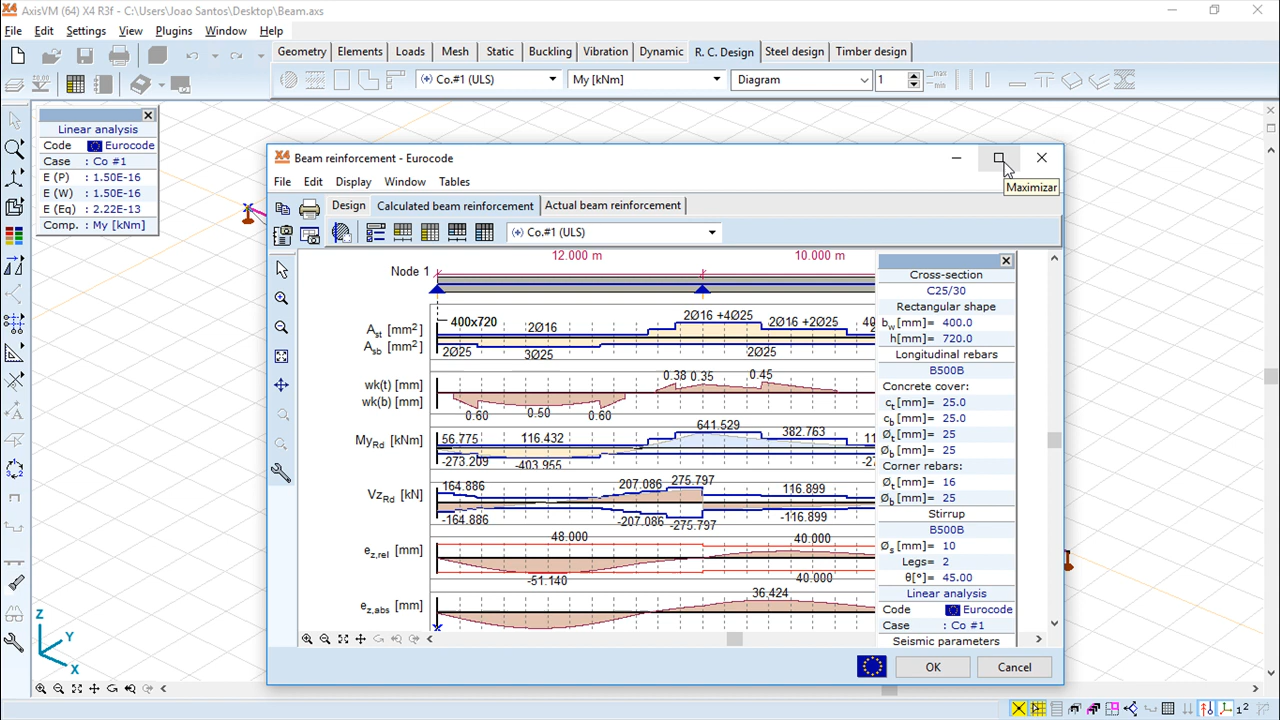 AxisVM (64) X4 R3f - C:\Users\Joao Santos\Desktop\Beam.axs
File Edit Settings View Plugins Window Help
Geometry Elements Loads Mesh Static Buckling Vibration Dynamic R. C. Design Steel design Timber design
Co.#1 (ULS) My [kNm] Diagram 1
max
min
Linear analysis
Code Eurocode
Case : Co #1
E (P) : 1.50E-16
E (W) : 1.50E-16
E (Eq) : 2.22E-13
Comp. : My [kNm]
X4 Beam reinforcement - Eurocode
Maximizar
File Edit Display Window Tables
Design Calculated beam reinforcement Actual beam reinforcement
Co.#1 (ULS)
12.000 m 10.000 m
Node 1
400x720 2Ø16 2Ø16 +4Ø25 2Ø16 +2Ø25 40
Ast [mm2]
Asb [mm2]
2Ø25 3Ø25 2Ø25 2
wk(t) [mm] 0.38 0.35 0.45
wk(b) [mm]
0.60 0.50 0.60
MyRd [kNm] 56.775 116.432 641.529 382.763 11
-273.209 -403.955 -27
VzRd [kN] 164.886 207.086 275.797 116.899
-164.886 -207.086 -275.797 -116.899
ez,rel [mm] 48.000 40.000
-51.140 40.000
ez,abs [mm] 36.424
Cross-section
C25/30
Rectangular shape
bw [mm]= 400.0
h[mm]= 720.0
Longitudinal rebars
B500B
Concrete cover:
ct [mm]= 25.0
cb [mm]= 25.0
Øt [mm]= 25
Øb [mm]= 25
Corner rebars:
Øt [mm]= 16
Øb [mm]= 25
Stirrup
B500B
Øs [mm]= 10
Legs= 2
θ[°]= 45.00
Linear analysis
Code Eurocode
Case : Co #1
Seismic parameters
OK Cancel
Z
Y
X